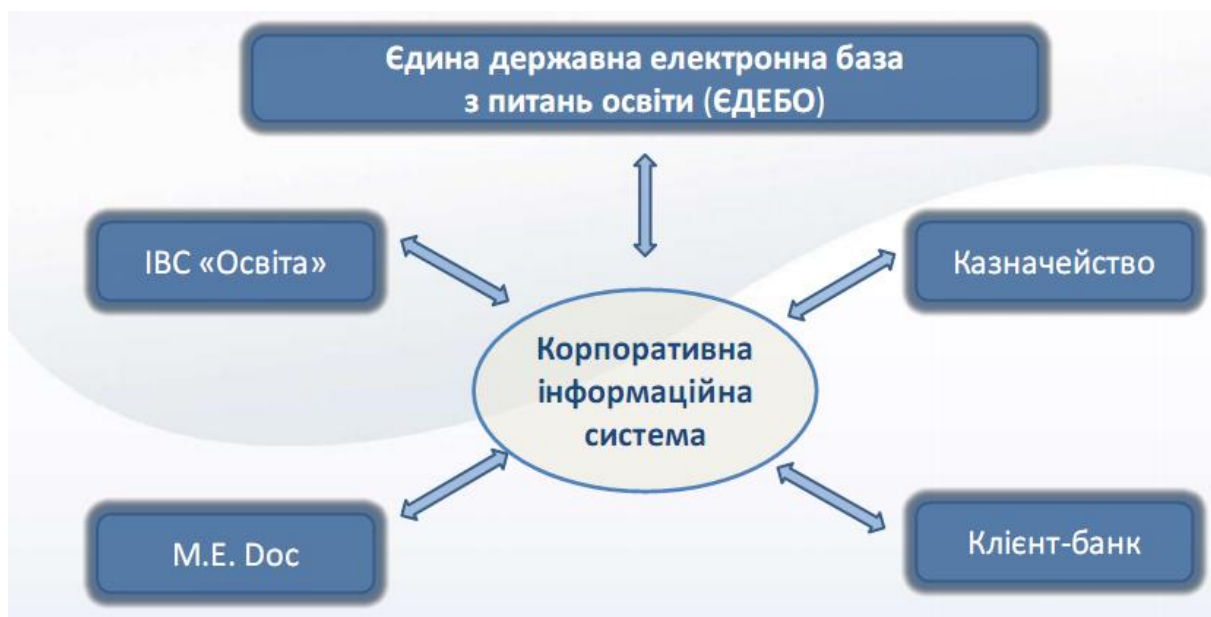 Єдина державна електронна база
з питань освіти (ЄДЕБО)
ІВС «Освіта»
Казначейство
Корпоративна
інформаційна
система
M.E. Doc
Клієнт-банк